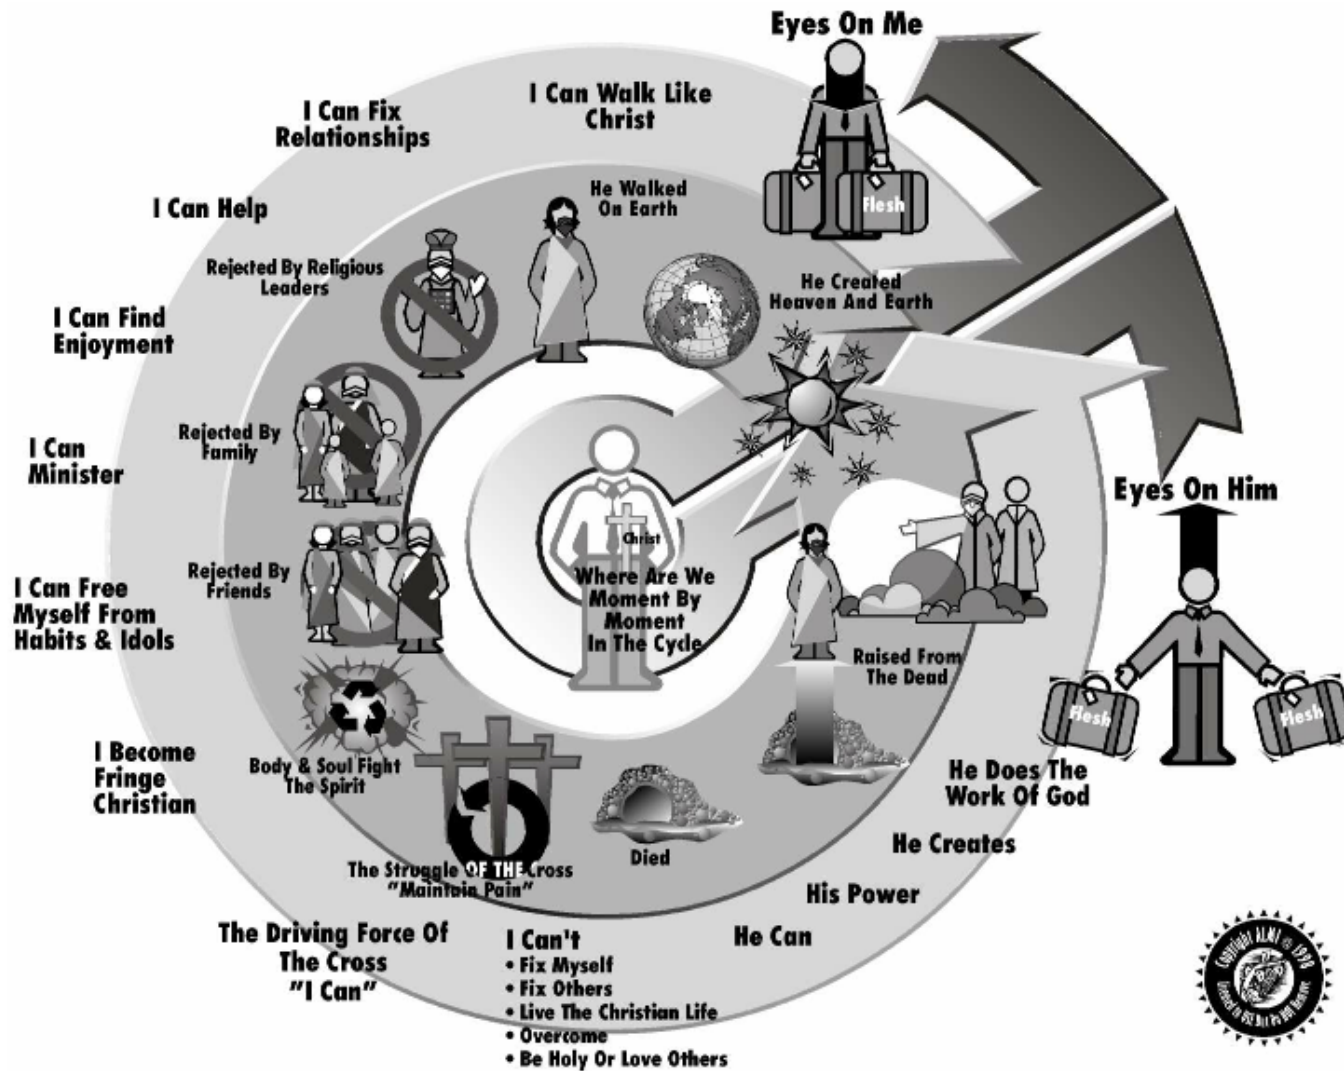 Eyes On Me
I Can Walk Like
Christ
I Can Fix
Relationships
I Can Help
I Can Find
Enjoyment
I Can
Minister
I Can Free
Myself From
Habits & Idols
I Become
Fringe
Christian
The Driving Force Of
The Cross
"I Can"
I Can't
• Fix Myself
• Fix Others
• Live The Christian Life
• Overcome
• Be Holy Or Love Others
He Can
His Power
He Creates
He Does The
Work Of God
Eyes On Him
Flesh
Flesh
Flesh
He Created
Heaven And Earth
He Walked
On Earth
Rejected By Religious
Leaders
Rejected By
Family
Rejected By
Friends
Body & Soul Fight
The Spirit
The Struggle OF THE Cross
"Maintain Pain"
Died
Raised From
The Dead
Christ
Where Are We
Moment By
Moment
In The Cycle
Copyright ALMI © 1998